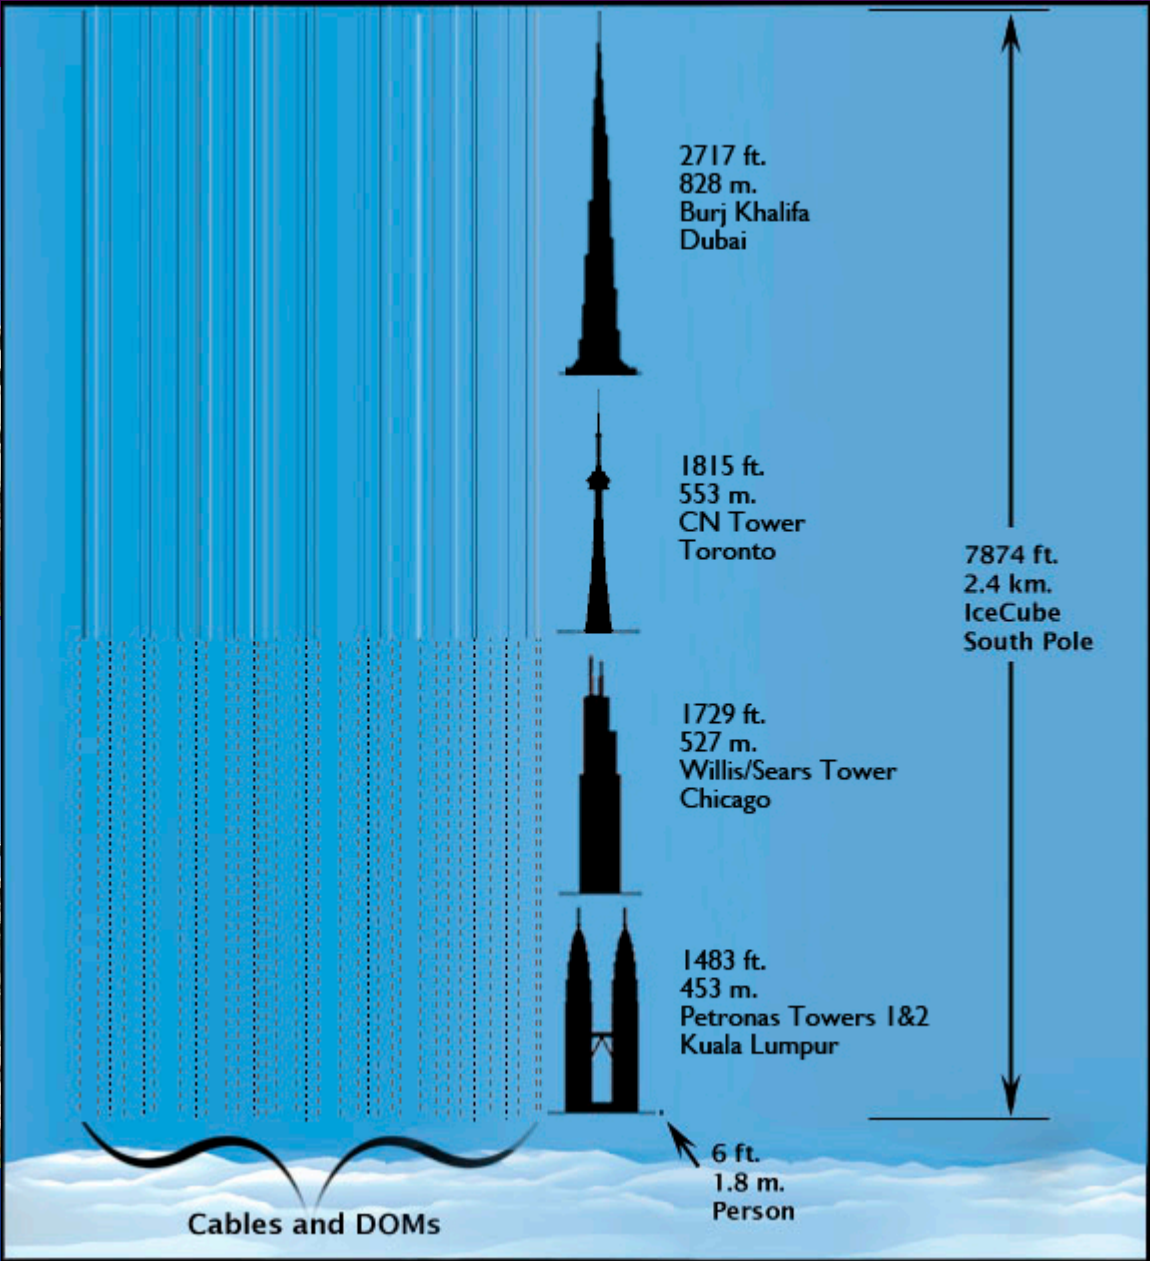 2717 ft.
828 m.
Burj Khalifa
Dubai
1815 ft.
553 m.
CN Tower
Toronto
7874 ft.
2.4 km.
IceCube
South Pole
1729 ft.
527 m.
Willis/Sears Tower
Chicago
1483 ft.
453 m.
Petronas Towers 1&2
Kuala Lumpur
6 ft.
1.8 m.
Person
Cables and DOMs